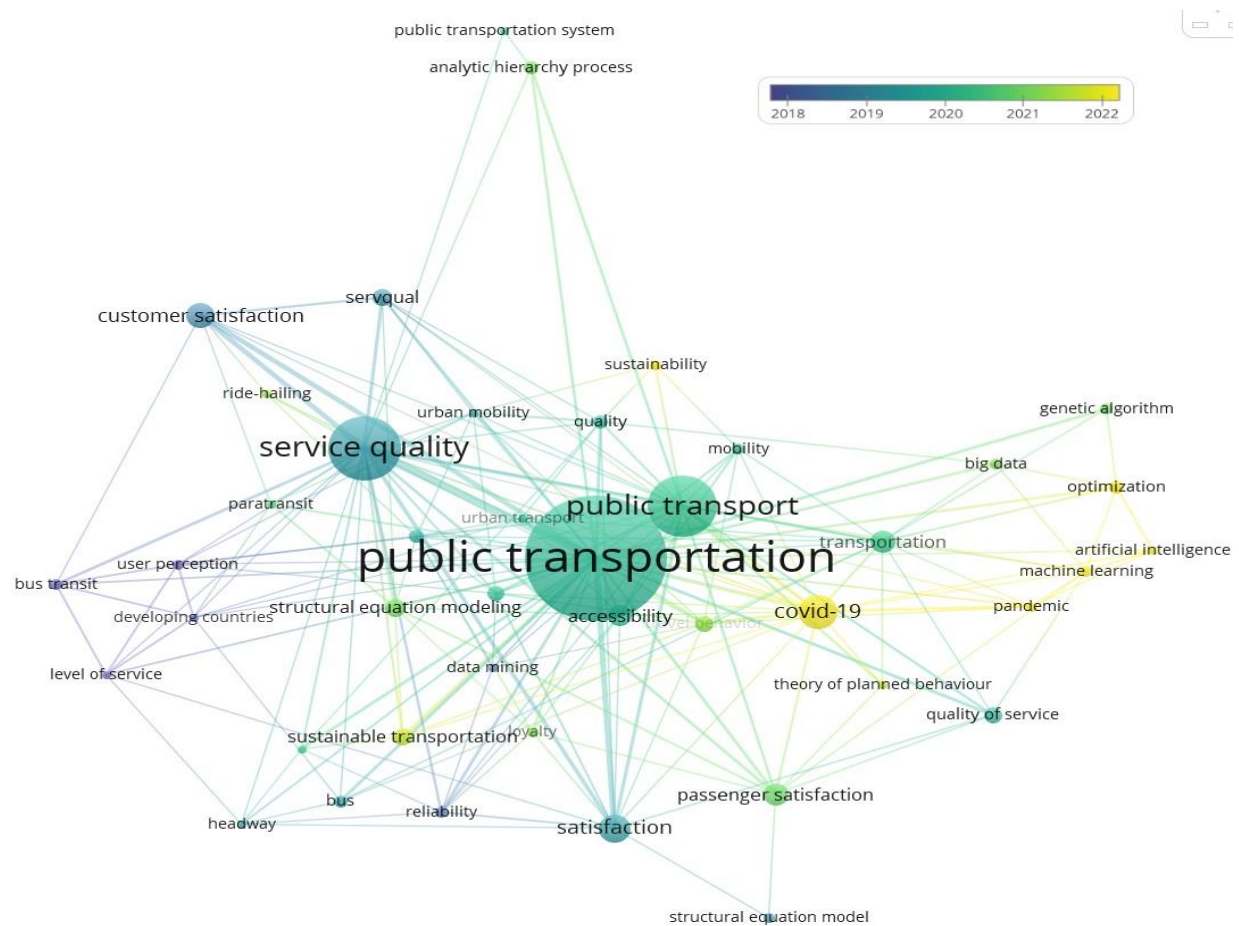 public transportation system
analytic hierarchy process
2018 2019 2020 2021 2022
servqual
customer satisfaction
sustainability
ride-hailing
urban mobility
quality
genetic algorithm
service quality
mobility
big data
optimization
paratransit
public transport
urban transport
transportation
public transportation
artificial intelligence
user perception
machine learning
bus transit
structural equation modeling
pandemic
covid-19
developing countries
accessibility
behavior
data mining
level of service
theory of planned behaviour
quality of service
sustainable transportation
loyalty
passenger satisfaction
bus
reliability
headway
satisfaction
structural equation model